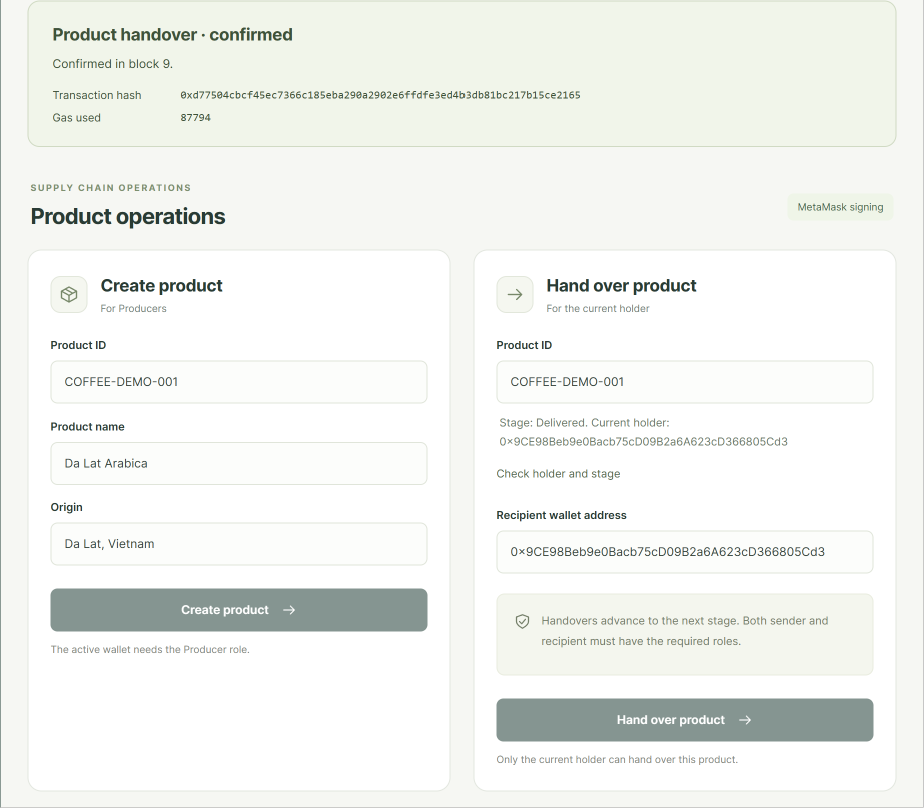 Product handover · confirmed
Confirmed in block 9.
Transaction hash 0xd77504cbcf45ec7366c185eba290a2902e6ffdfe3ed4b3db81bc217b15ce2165
Gas used 87794
SUPPLY CHAIN OPERATIONS
Product operations
MetaMask signing
Create product
For Producers
Product ID
COFFEE-DEMO-001
Product name
Da Lat Arabica
Origin
Da Lat, Vietnam
Create product →
The active wallet needs the Producer role.
Hand over product
For the current holder
Product ID
COFFEE-DEMO-001
Stage: Delivered. Current holder:
0×9CE98Beb9e0Bacb75cD09B2a6A623cD366805Cd3
Check holder and stage
Recipient wallet address
0×9CE98Beb9e0Bacb75cD09B2a6A623cD366805Cd3
Handovers advance to the next stage. Both sender and
recipient must have the required roles.
Hand over product →
Only the current holder can hand over this product.